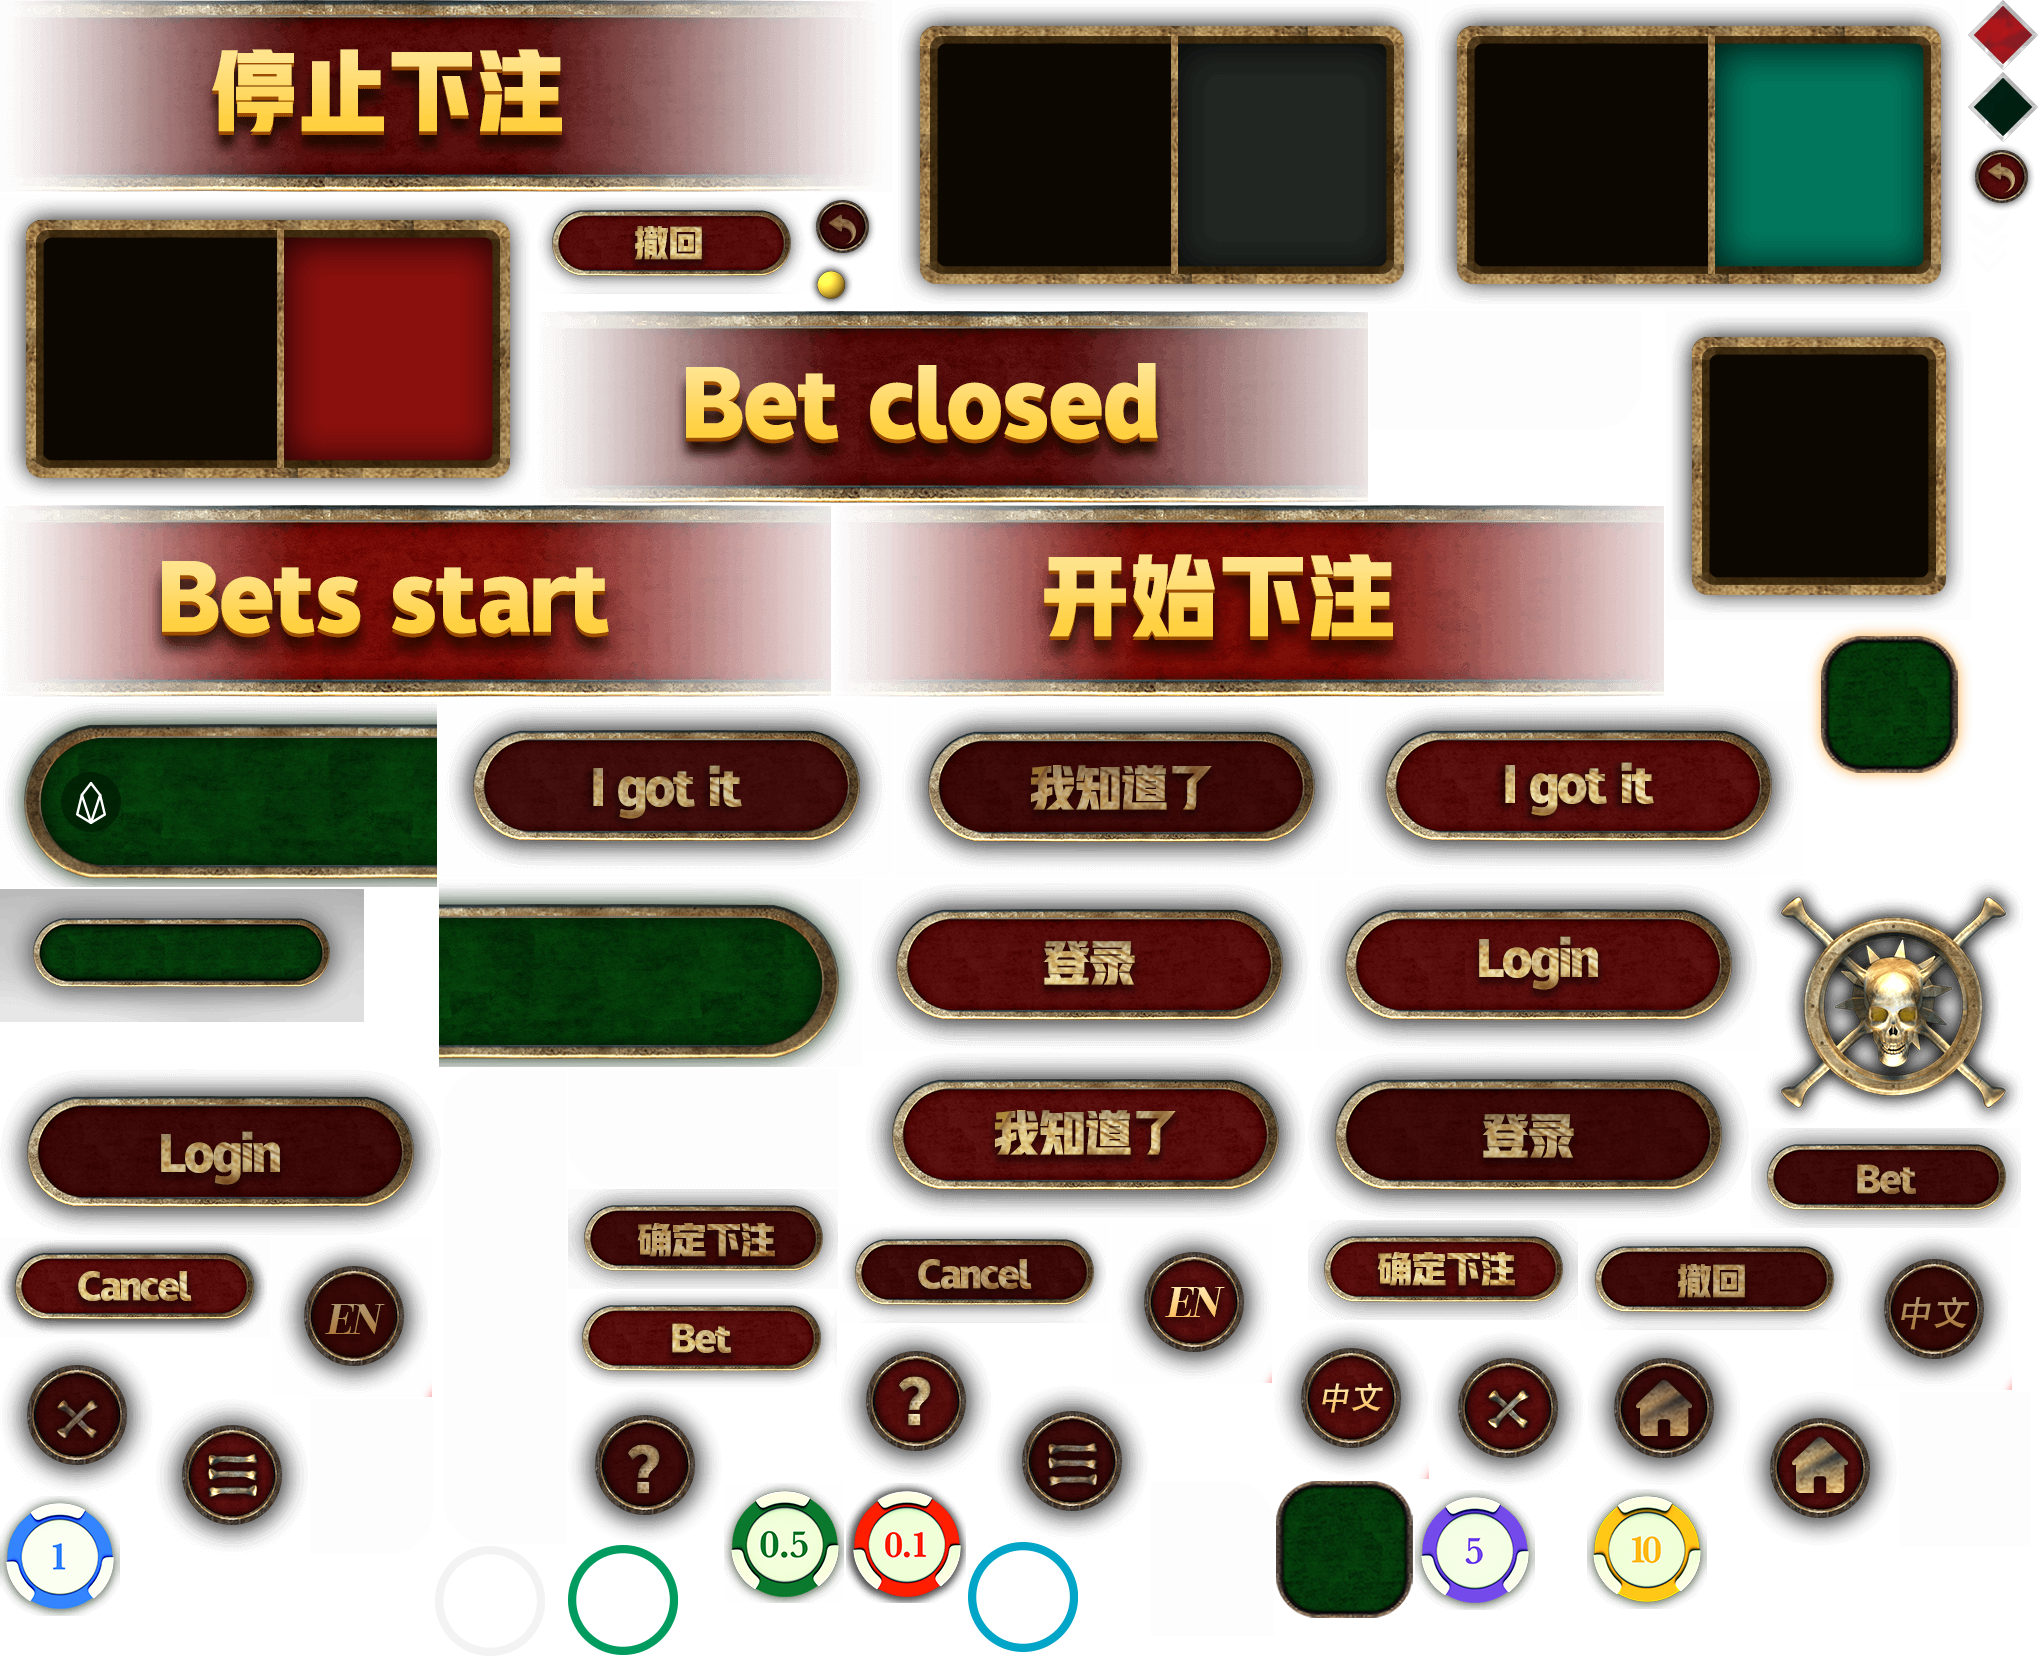 停止下注
撤回
Bet closed
Bets start
开始下注
I got it
我知道了
I got it
登录
Login
Login
我知道了
登录
Bet
确定下注
Cancel
Cancel
EN
EN
确定下注
撤回
中文
Bet
中文
?
?
1
0.5
0.1
5
10